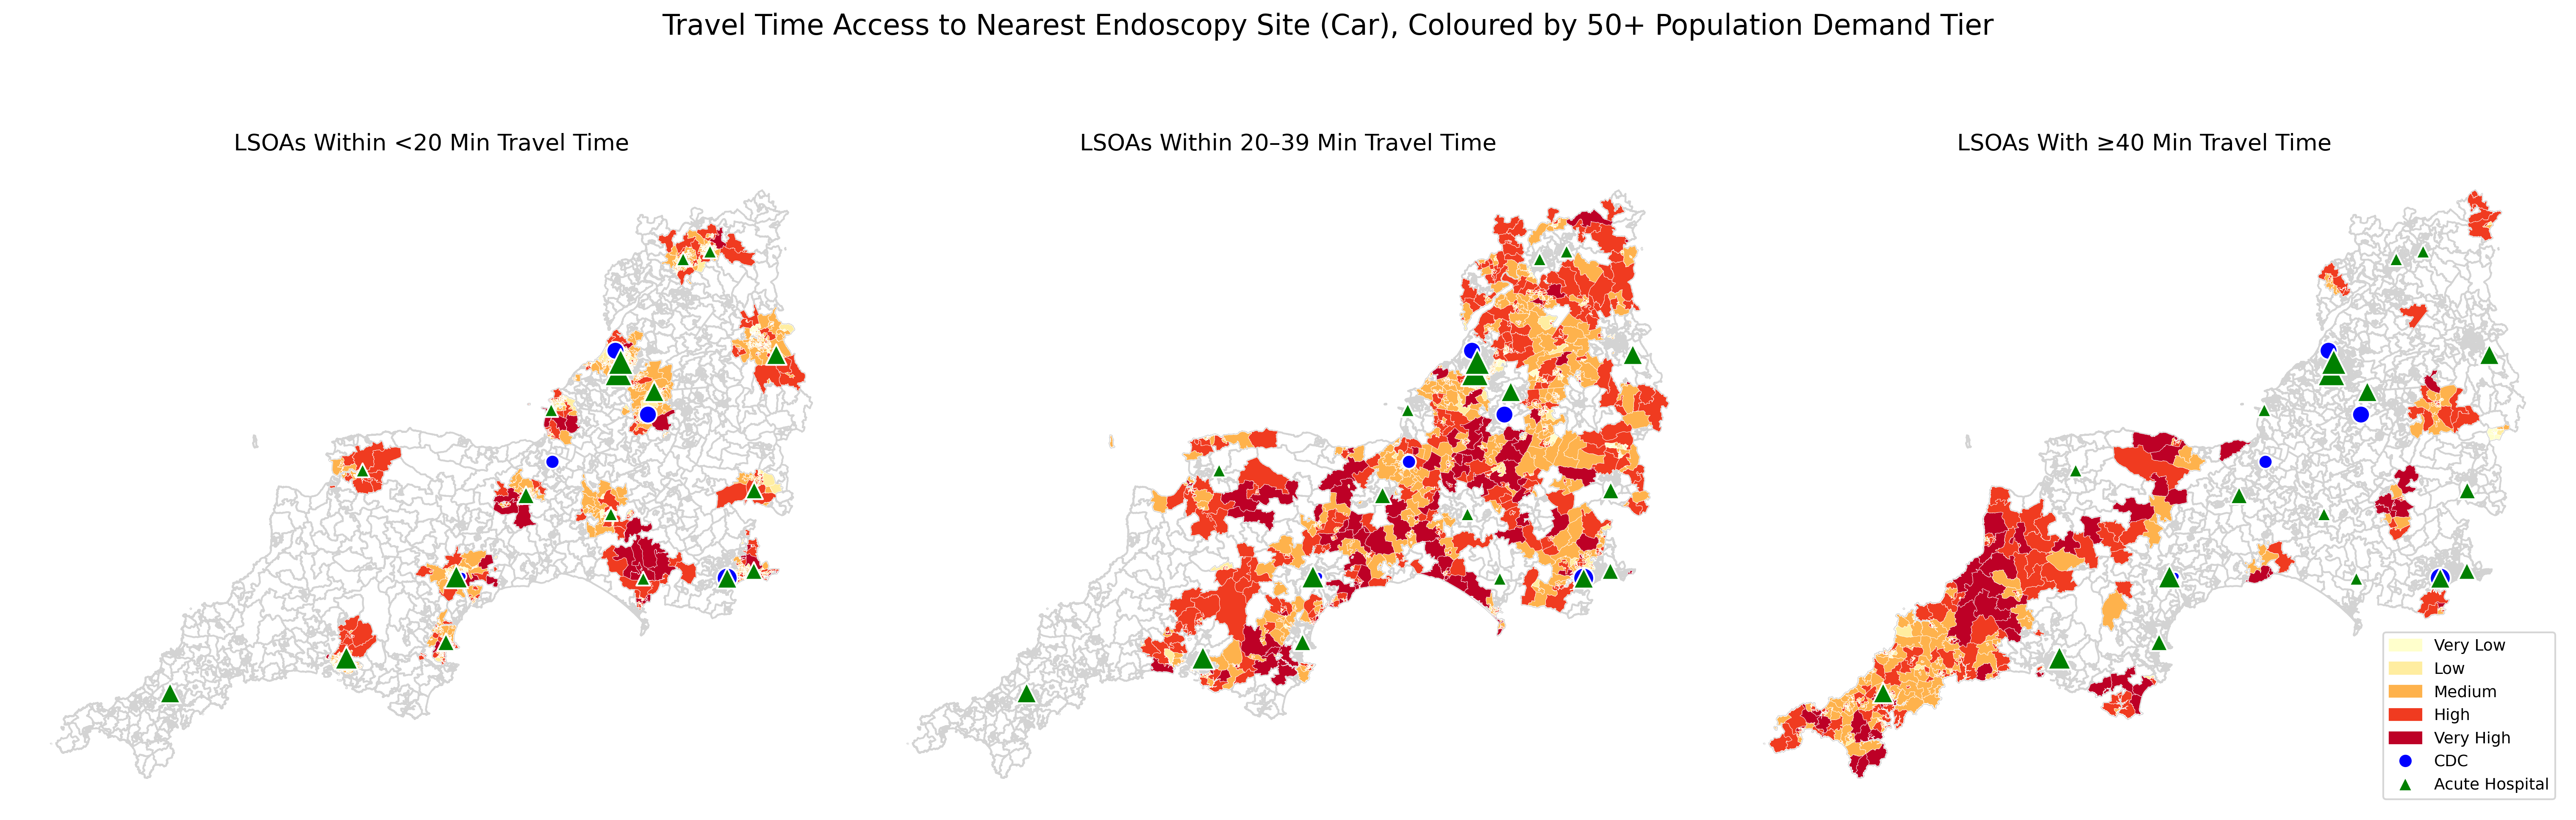 Travel Time Access to Nearest Endoscopy Site (Car), Coloured by 50+ Population Demand Tier
LSOAs Within <20 Min Travel Time
LSOAs Within 20–39 Min Travel Time
LSOAs With ≥40 Min Travel Time
Very Low
Low
Medium
High
Very High
CDC
Acute Hospital